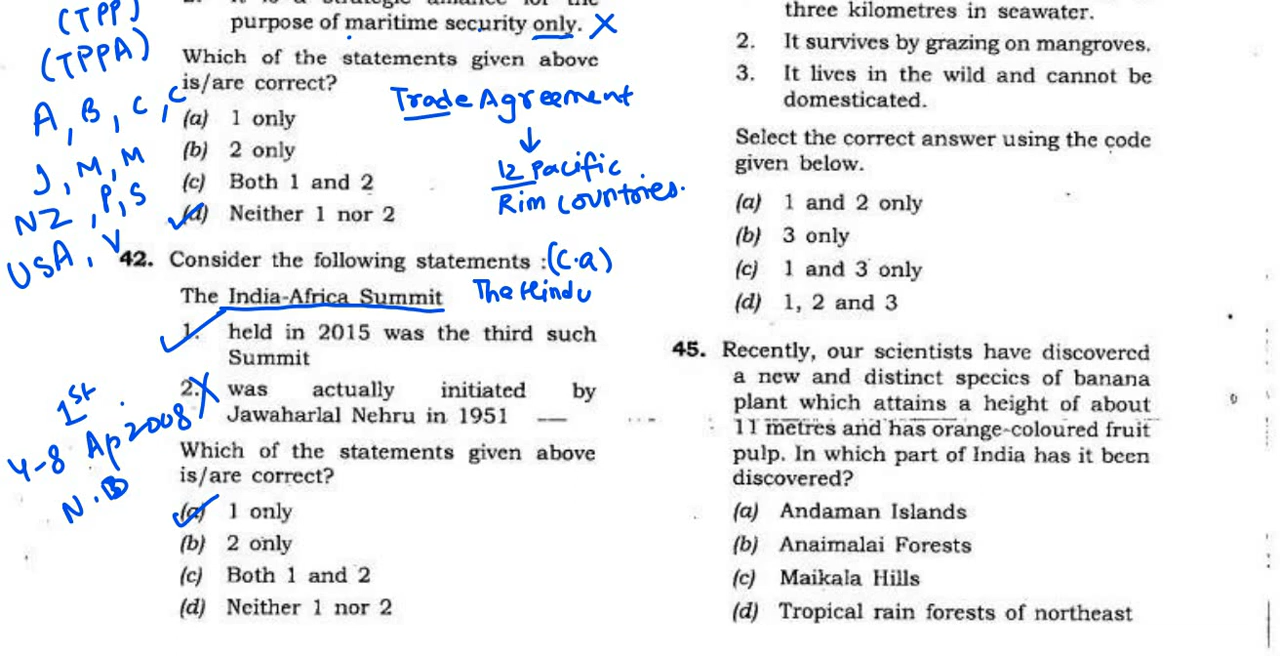 (TPP)
(TPPA)
A, B, C, C
J, M, M
NZ, P, S
USA, V
purpose of maritime security only. X
Which of the statements given above
is/are correct?
(a) 1 only
(b) 2 only
(c) Both 1 and 2
(d) Neither 1 nor 2
Trade Agreement
↓
12 Pacific
Rim Countries.
42. Consider the following statements : (C.a)
The India-Africa Summit The Hindu
1. held in 2015 was the third such
Summit
2. X was actually initiated by
Jawaharlal Nehru in 1951
1st
4-8 Ap 2008
N.D
Which of the statements given above
is/are correct?
(a) 1 only
(b) 2 only
(c) Both 1 and 2
(d) Neither 1 nor 2
three kilometres in seawater.
2. It survives by grazing on mangroves.
3. It lives in the wild and cannot be
domesticated.
Select the correct answer using the code
given below.
(a) 1 and 2 only
(b) 3 only
(c) 1 and 3 only
(d) 1, 2 and 3
45. Recently, our scientists have discovered
a new and distinct species of banana
plant which attains a height of about
11 metres and has orange-coloured fruit
pulp. In which part of India has it been
discovered?
(a) Andaman Islands
(b) Anaimalai Forests
(c) Maikala Hills
(d) Tropical rain forests of northeast